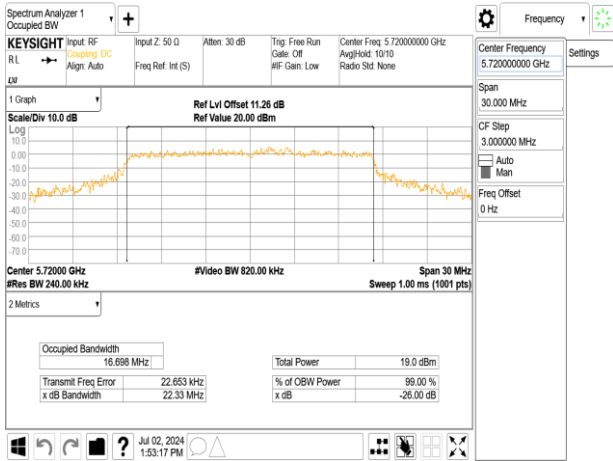 Spectrum Analyzer 1
Occupied BW
Frequency
KEYSIGHT
RL
Input: RF
Coupling: DC
Align: Auto
Input Z: 50 Ω
Freq Ref: Int (S)
Atten: 30 dB
Trig: Free Run
Gate: Off
#IF Gain: Low
Center Freq: 5.720000000 GHz
Avg|Hold: 10/10
Radio Std: None
Center Frequency
5.720000000 GHz
Settings
Span
30.000 MHz
CF Step
3.000000 MHz
Auto
Man
Freq Offset
0 Hz
1 Graph
Scale/Div 10.0 dB
Ref Lvl Offset 11.26 dB
Ref Value 20.00 dBm
Log
10.0
0.00
-10.0
-20.0
-30.0
-40.0
-50.0
-60.0
-70.0
Center 5.72000 GHz
#Res BW 240.00 kHz
#Video BW 820.00 kHz
Span 30 MHz
Sweep 1.00 ms (1001 pts)
2 Metrics
Occupied Bandwidth
16.698 MHz
Transmit Freq Error 22.653 kHz
x dB Bandwidth 22.33 MHz
Total Power 19.0 dBm
% of OBW Power 99.00 %
x dB -26.00 dB
Jul 02, 2024
1:53:17 PM